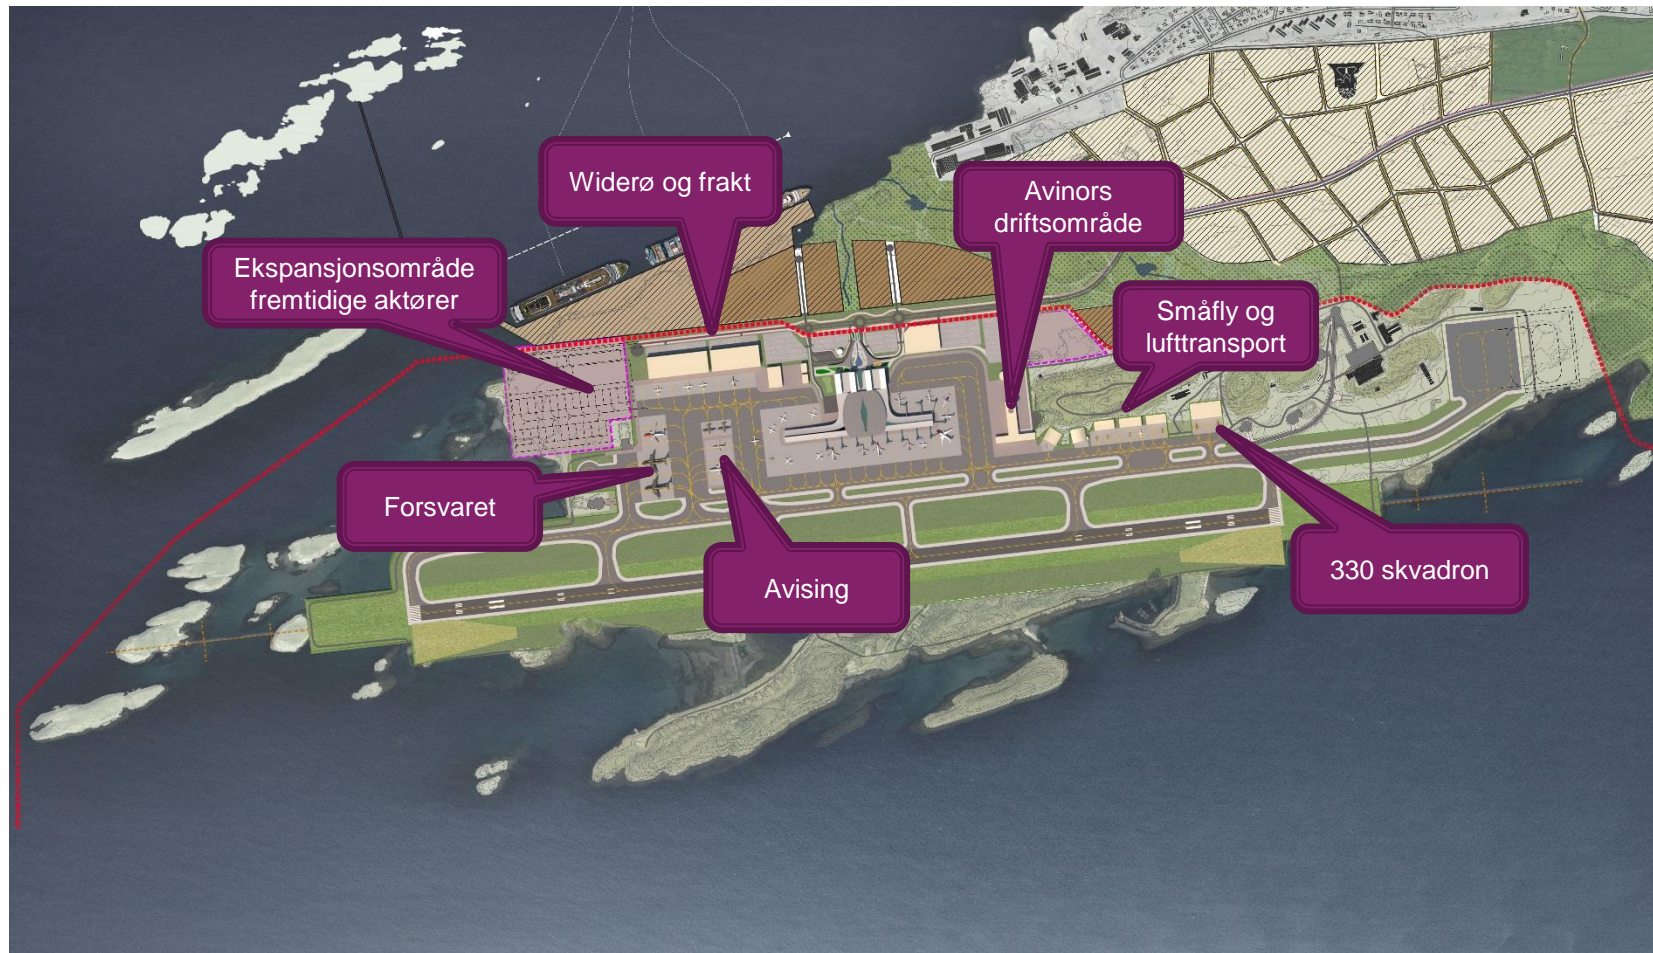 Widerø og frakt
Avinors
driftsområde
Ekspansjonsområde
fremtidige aktører
Småfly og
lufttransport
Forsvaret
Avising
330 skvadron